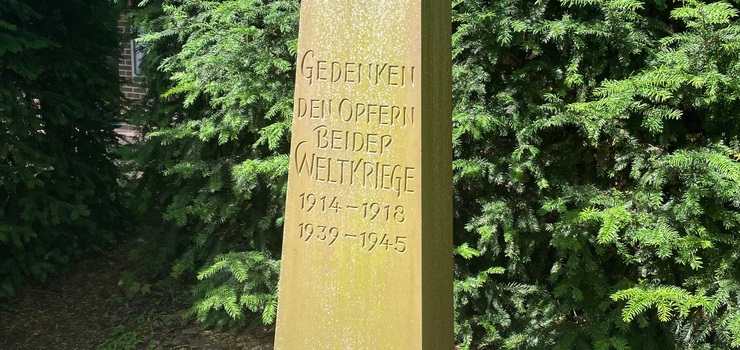 GEDENKEN
DEN OPFERN
BEIDER
WELTKRIEGE
1914-1918
1939-1945